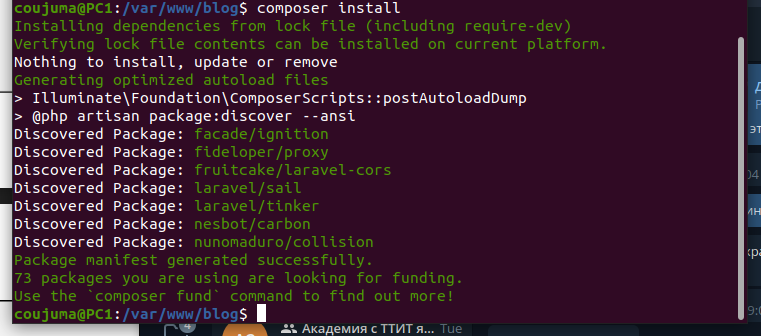 coujuma@PC1:/var/www/blog$ composer install
Installing dependencies from lock file (including require-dev)
Verifying lock file contents can be installed on current platform.
Nothing to install, update or remove
Generating optimized autoload files
> Illuminate\Foundation\ComposerScripts::postAutoloadDump
> @php artisan package:discover --ansi
Discovered Package: facade/ignition
Discovered Package: fideloper/proxy
Discovered Package: fruitcake/laravel-cors
Discovered Package: laravel/sail
Discovered Package: laravel/tinker
Discovered Package: nesbot/carbon
Discovered Package: nunomaduro/collision
Package manifest generated successfully.
73 packages you are using are looking for funding.
Use the `composer fund` command to find out more!
coujuma@PC1:/var/www/blog$
4
Академия с ТТИТ я... Tue